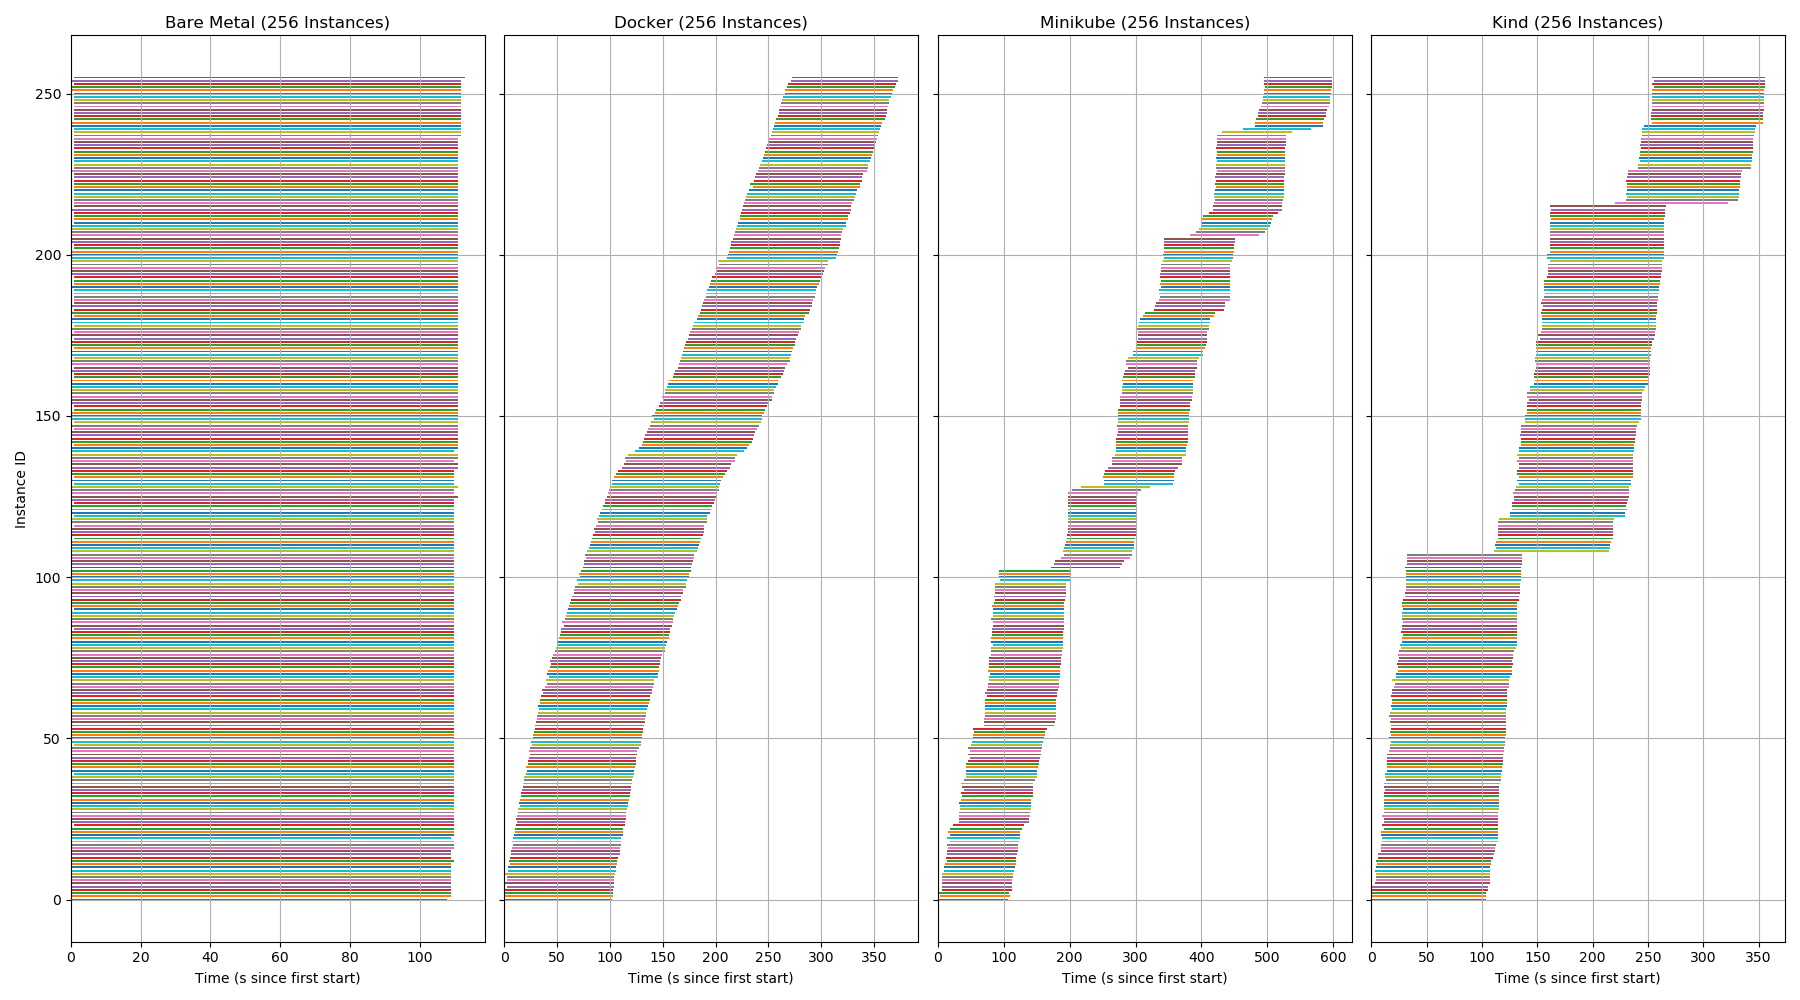 Bare Metal (256 Instances)
Docker (256 Instances)
Minikube (256 Instances)
Kind (256 Instances)
Instance ID
250
200
150
100
50
0
0 20 40 60 80 100
0 50 100 150 200 250 300 350
0 100 200 300 400 500 600
0 50 100 150 200 250 300 350
Time (s since first start)
Time (s since first start)
Time (s since first start)
Time (s since first start)